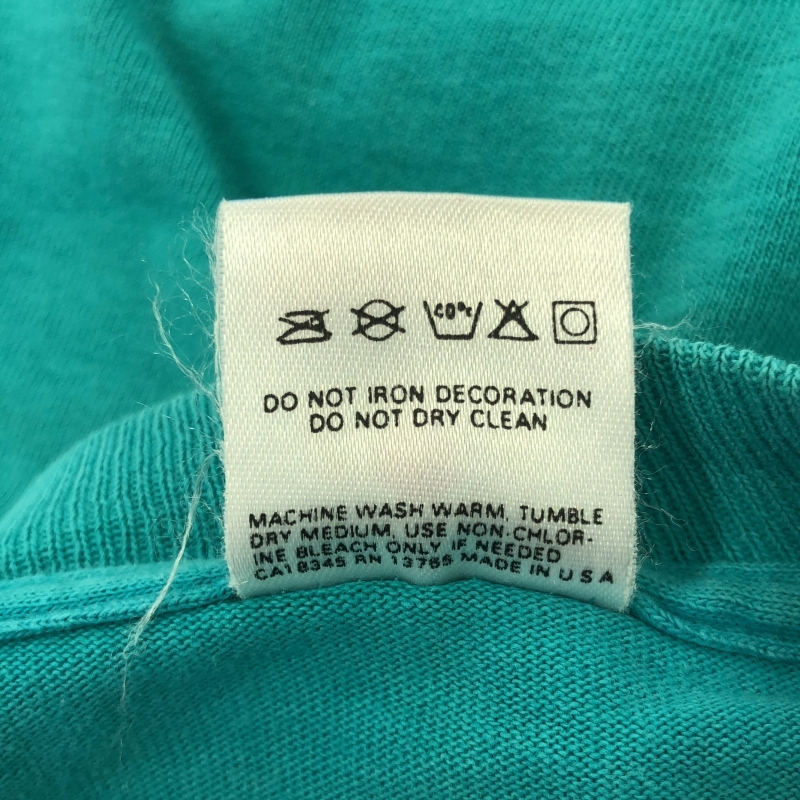 40°C
DO NOT IRON DECORATION
DO NOT DRY CLEAN
MACHINE WASH WARM, TUMBLE
DRY MEDIUM, USE NON-CHLOR-
INE BLEACH ONLY IF NEEDED
CA18345 RN 13765 MADE IN U S A